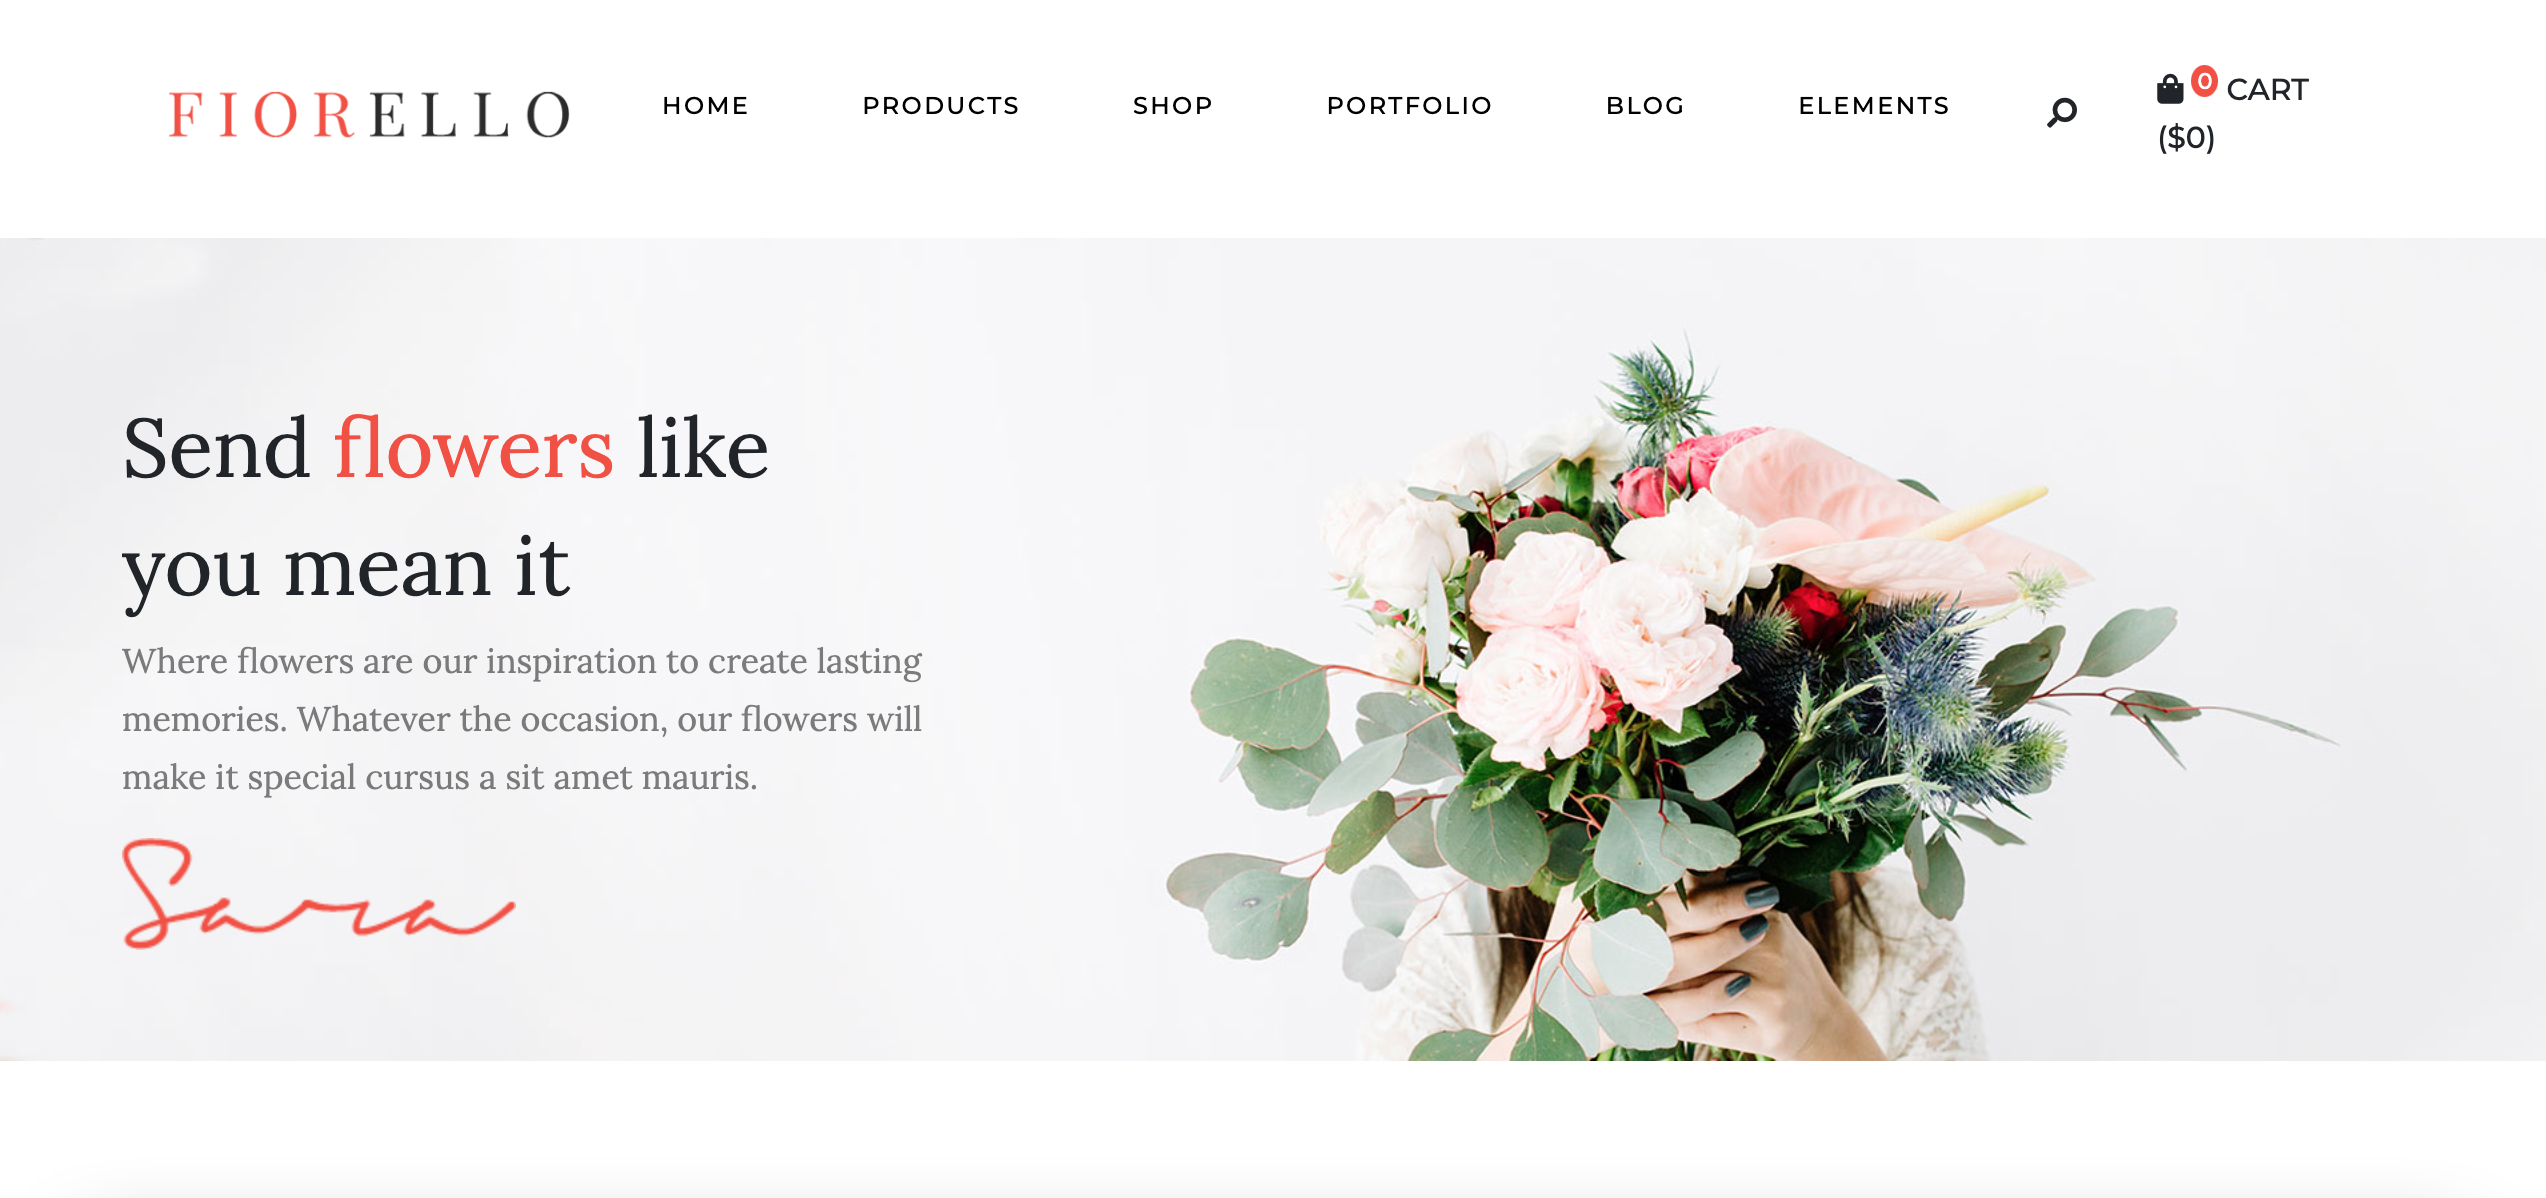 FIORELLO
HOME PRODUCTS SHOP PORTFOLIO BLOG ELEMENTS
0 CART
($0)
Send flowers like
you mean it
Where flowers are our inspiration to create lasting
memories. Whatever the occasion, our flowers will
make it special cursus a sit amet mauris.
Sara